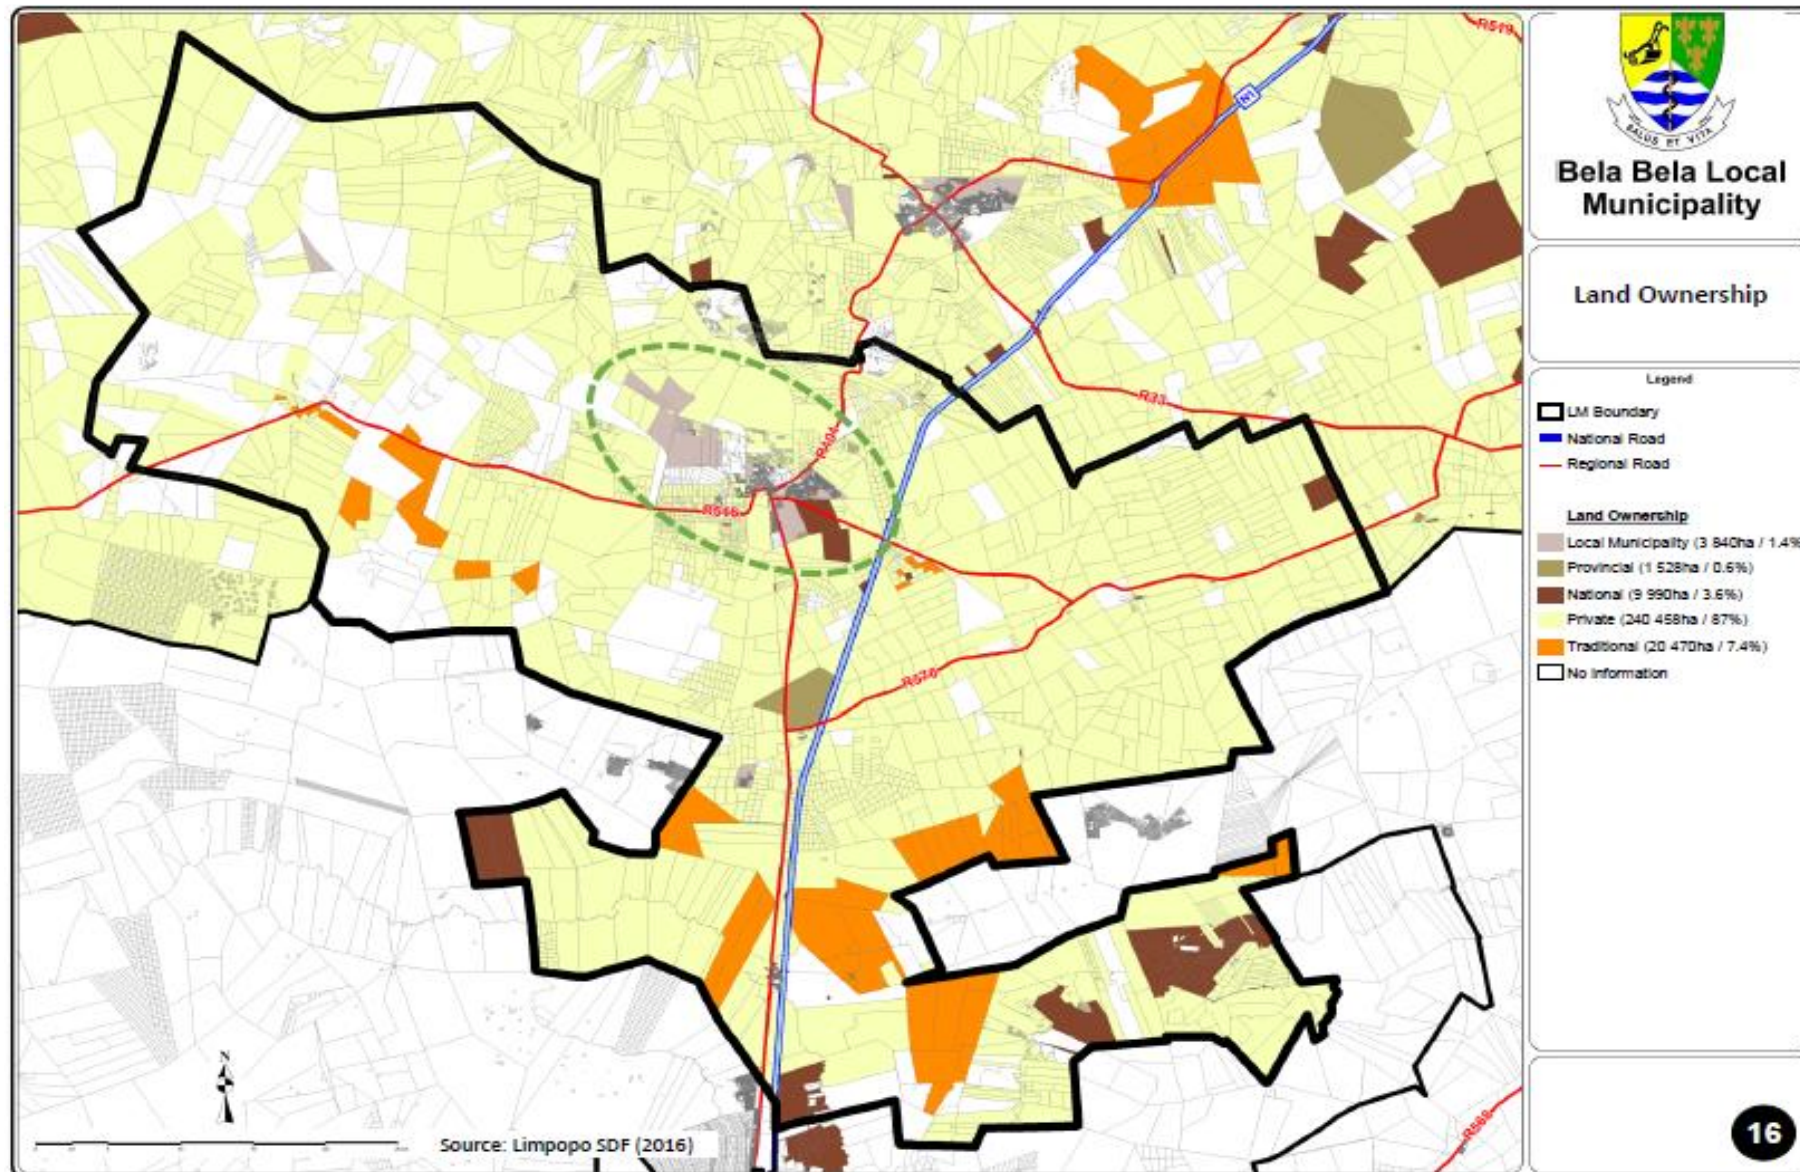 R519
N1
SALUS ET VITA
Bela Bela Local
Municipality
Land Ownership
R33
R516
Legend
LM Boundary
National Road
Regional Road
Land Ownership
Local Municipality (3 840ha / 1.4%
Provincial (1 528ha / 0.6%)
National (9 990ha / 3.6%)
Private (240 458ha / 87%)
Traditional (20 470ha / 7.4%)
No Information
N
Source: Limpopo SDF (2016)
R568
16